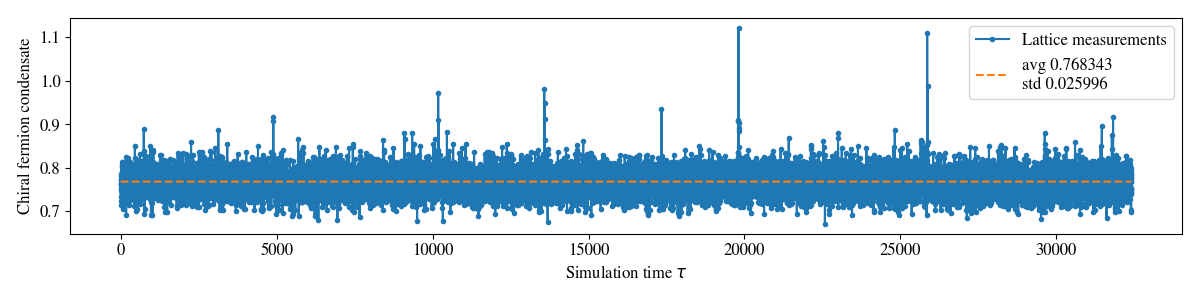 Chiral fermion condensate
1.1
1.0
0.9
0.8
0.7
Lattice measurements
avg 0.768343
std 0.025996
0
5000
10000
15000
20000
25000
30000
Simulation time τ